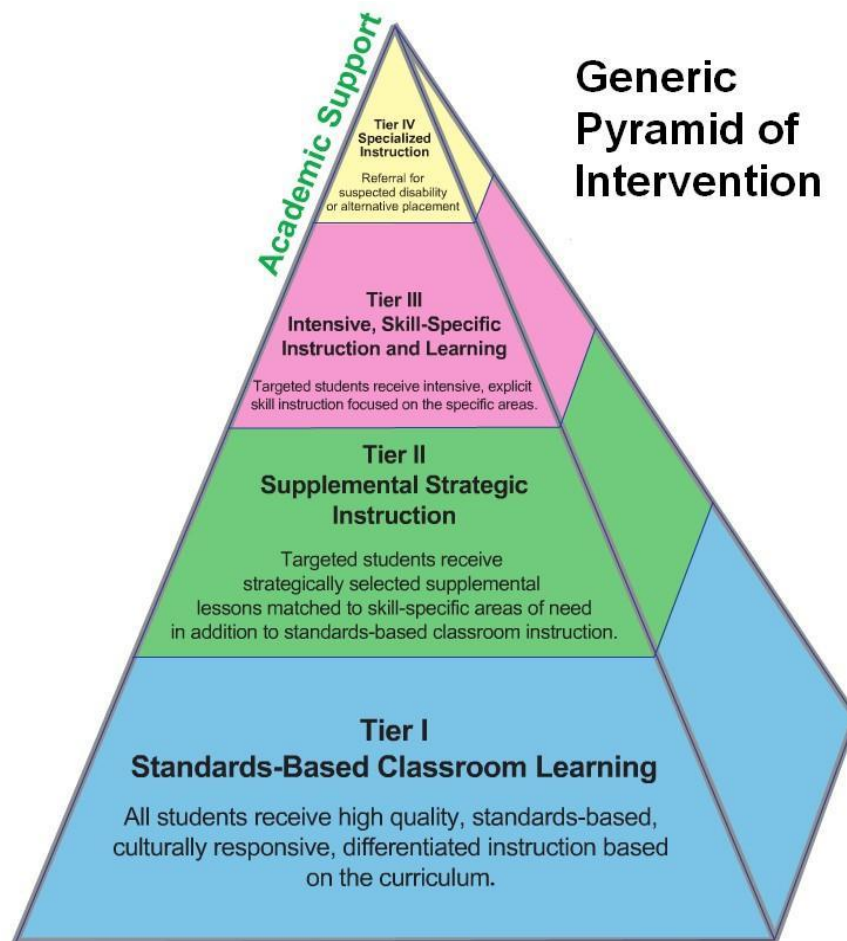 Generic
Pyramid of
Intervention
Academic Support
Tier IV
Specialized
Instruction
Referral for
suspected disability
or alternative placement
Tier III
Intensive, Skill-Specific
Instruction and Learning
Targeted students receive intensive, explicit
skill instruction focused on the specific areas.
Tier II
Supplemental Strategic
Instruction
Targeted students receive
strategically selected supplemental
lessons matched to skill-specific areas of need
in addition to standards-based classroom instruction.
Tier I
Standards-Based Classroom Learning
All students receive high quality, standards-based,
culturally responsive, differentiated instruction based
on the curriculum.